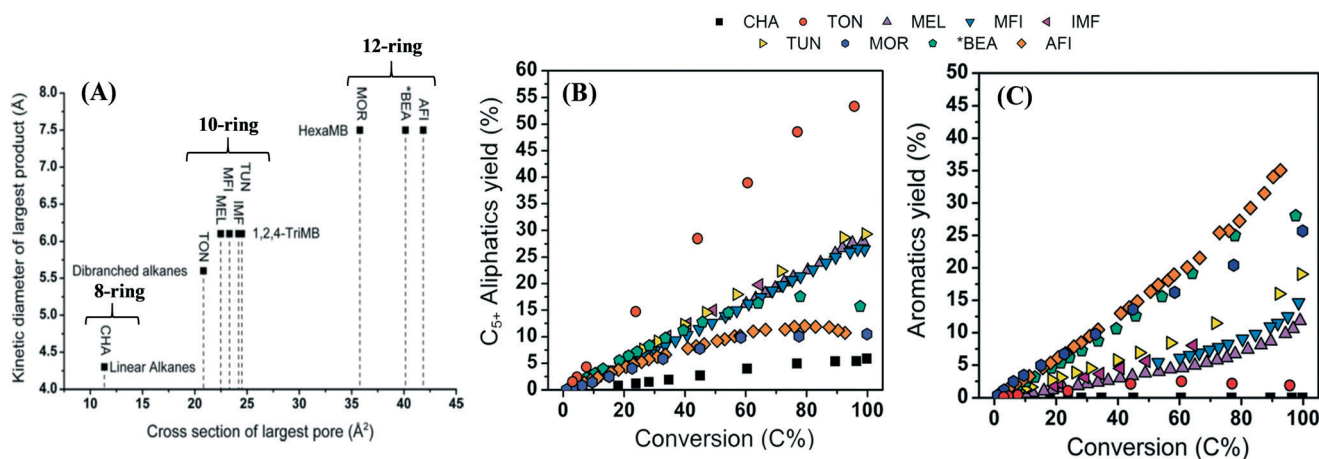 CHA TON MEL MFI IMF
TUN MOR *BEA AFI
(A)
8-ring
10-ring
12-ring
CHA
TON
MEL
MFI
IMF
TUN
MOR
*BEA
AFI
Linear Alkanes
Dibranched alkanes
1,2,4-TriMB
HexaMB
Kinetic diameter of largest product (Å)
8.0
7.5
7.0
6.5
6.0
5.5
5.0
4.5
4.0
10 15 20 25 30 35 40 45
Cross section of largest pore (Å²)
(B)
C₅₊ Aliphatics yield (%)
60
55
50
45
40
35
30
25
20
15
10
5
0
0 20 40 60 80 100
Conversion (C%)
(C)
Aromatics yield (%)
50
45
40
35
30
25
20
15
10
5
0
0 20 40 60 80 100
Conversion (C%)